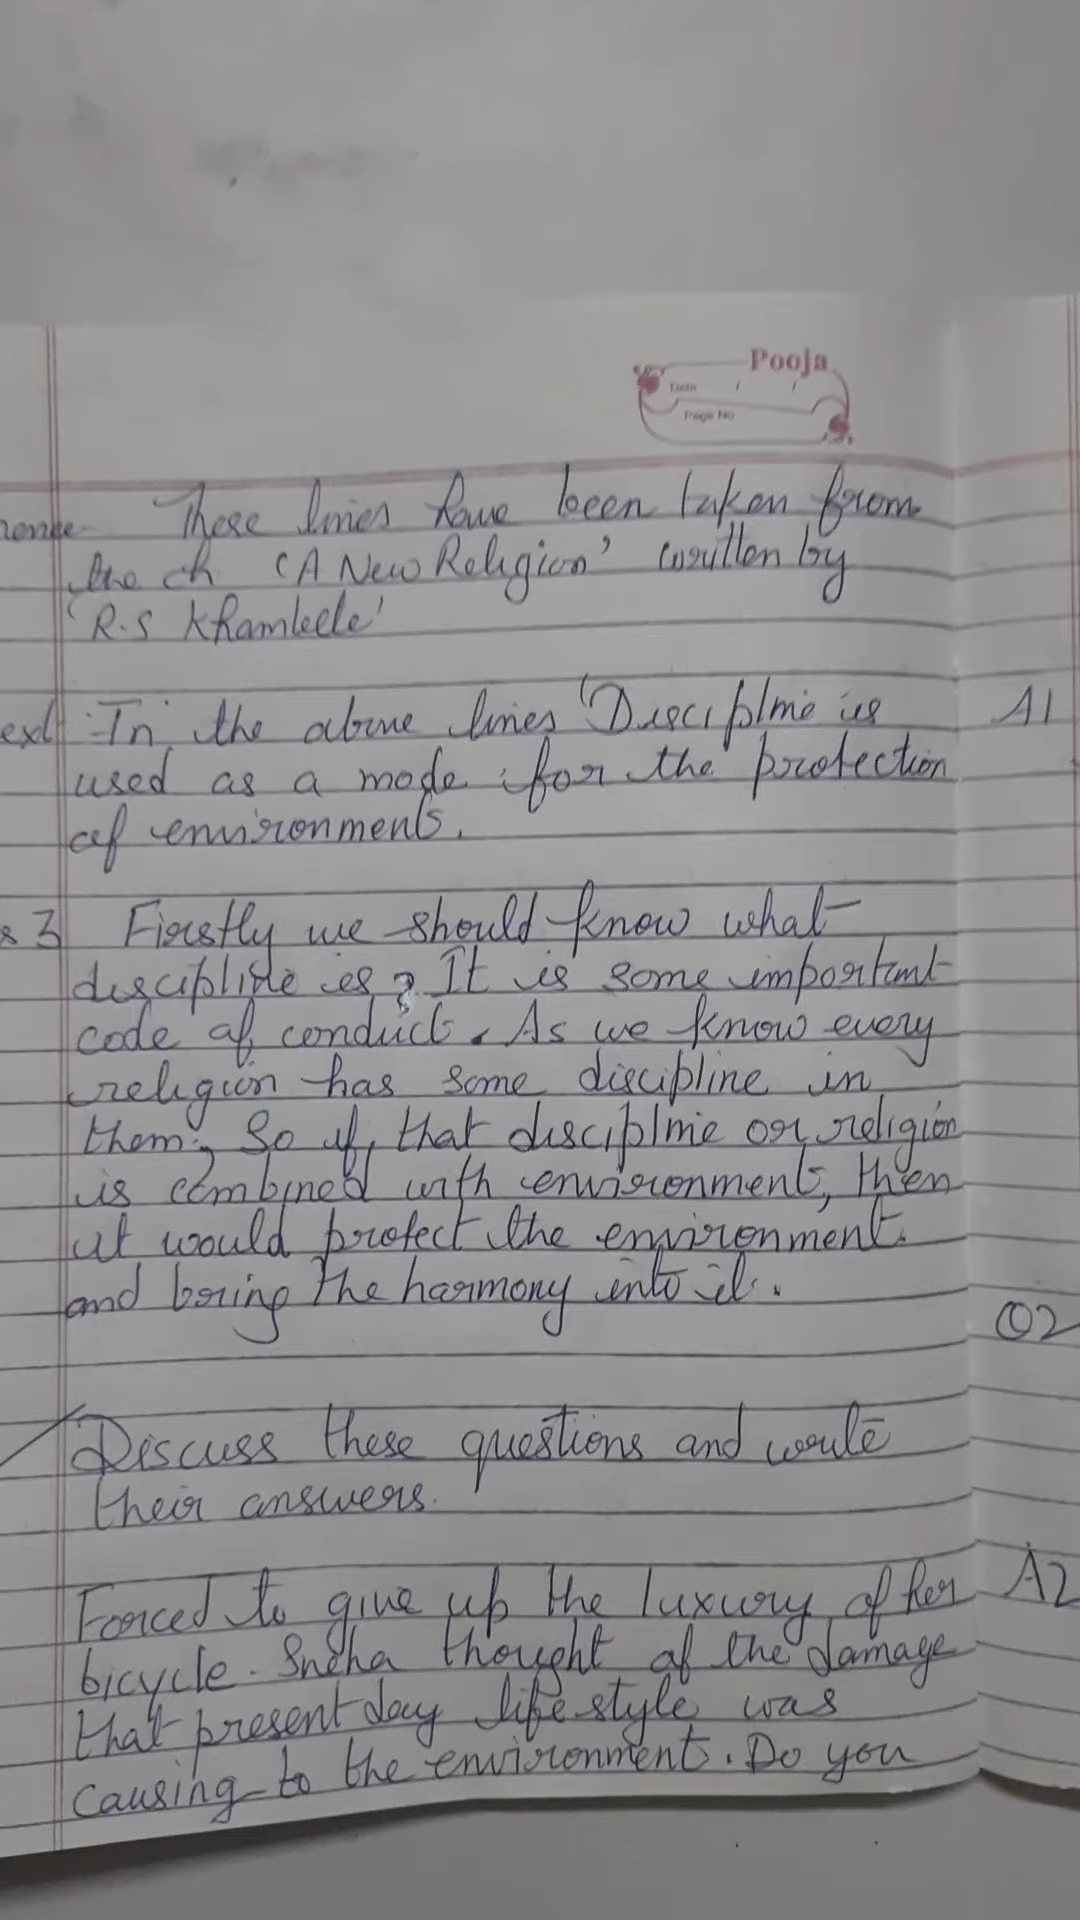 Pooja
Date / /
Page No
These lines have been taken from
the ch 'A New Religion' written by
'R.S Khamlele'
A1
ext :- In the above lines 'Discipline is
used as a mode for the protection
of environments.
s 3 Firstly we should know what
discipline is? It is some important
code of conduct. As we know every
religion has some discipline in
them. So if, that discipline or religion
is combined with environment, then
it would protect the environment.
and bring the harmony into it.
Q2
Discuss these questions and write
their answers.
A2
Forced to give up the luxury of her
bicycle. Sneha thought of the damage
that present day life style was
causing to the environment. Do you